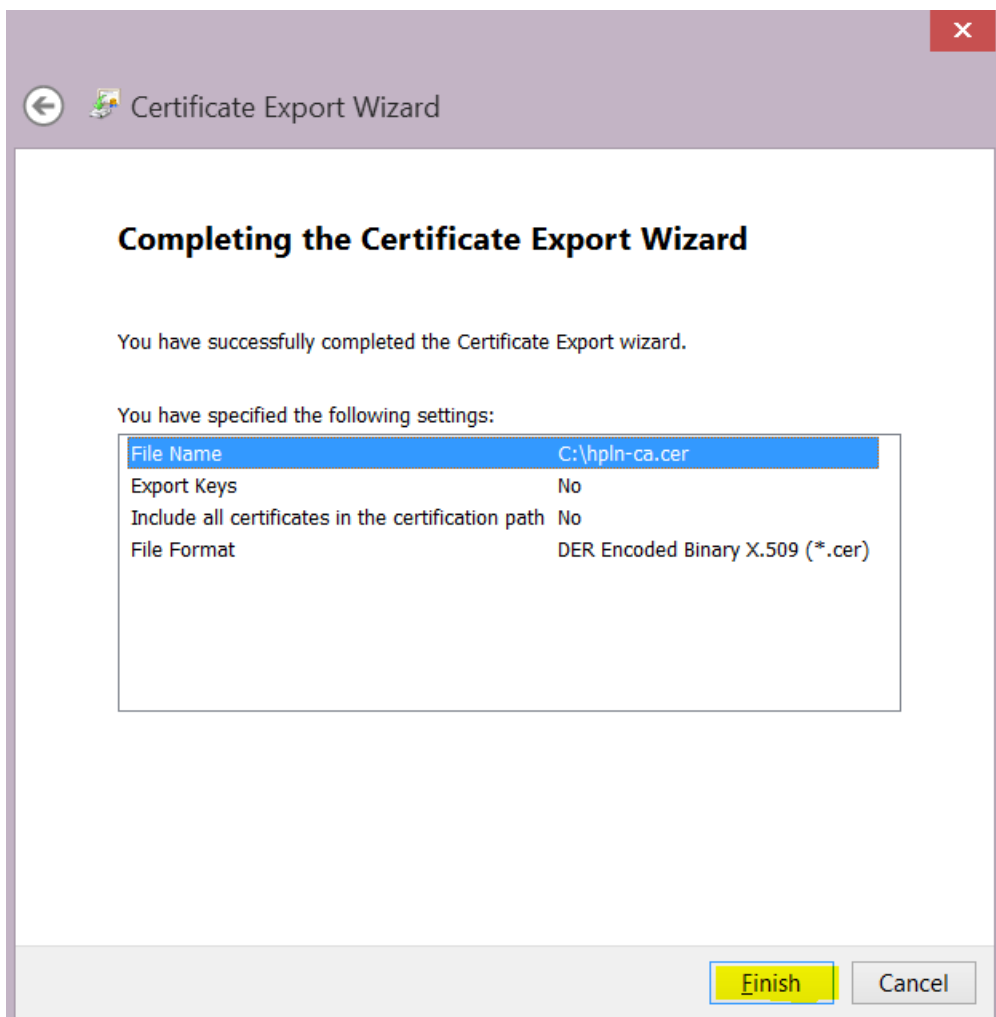 Certificate Export Wizard
Completing the Certificate Export Wizard
You have successfully completed the Certificate Export wizard.
You have specified the following settings:
File Name C:\hpln-ca.cer
Export Keys No
Include all certificates in the certification path No
File Format DER Encoded Binary X.509 (*.cer)
Finish Cancel